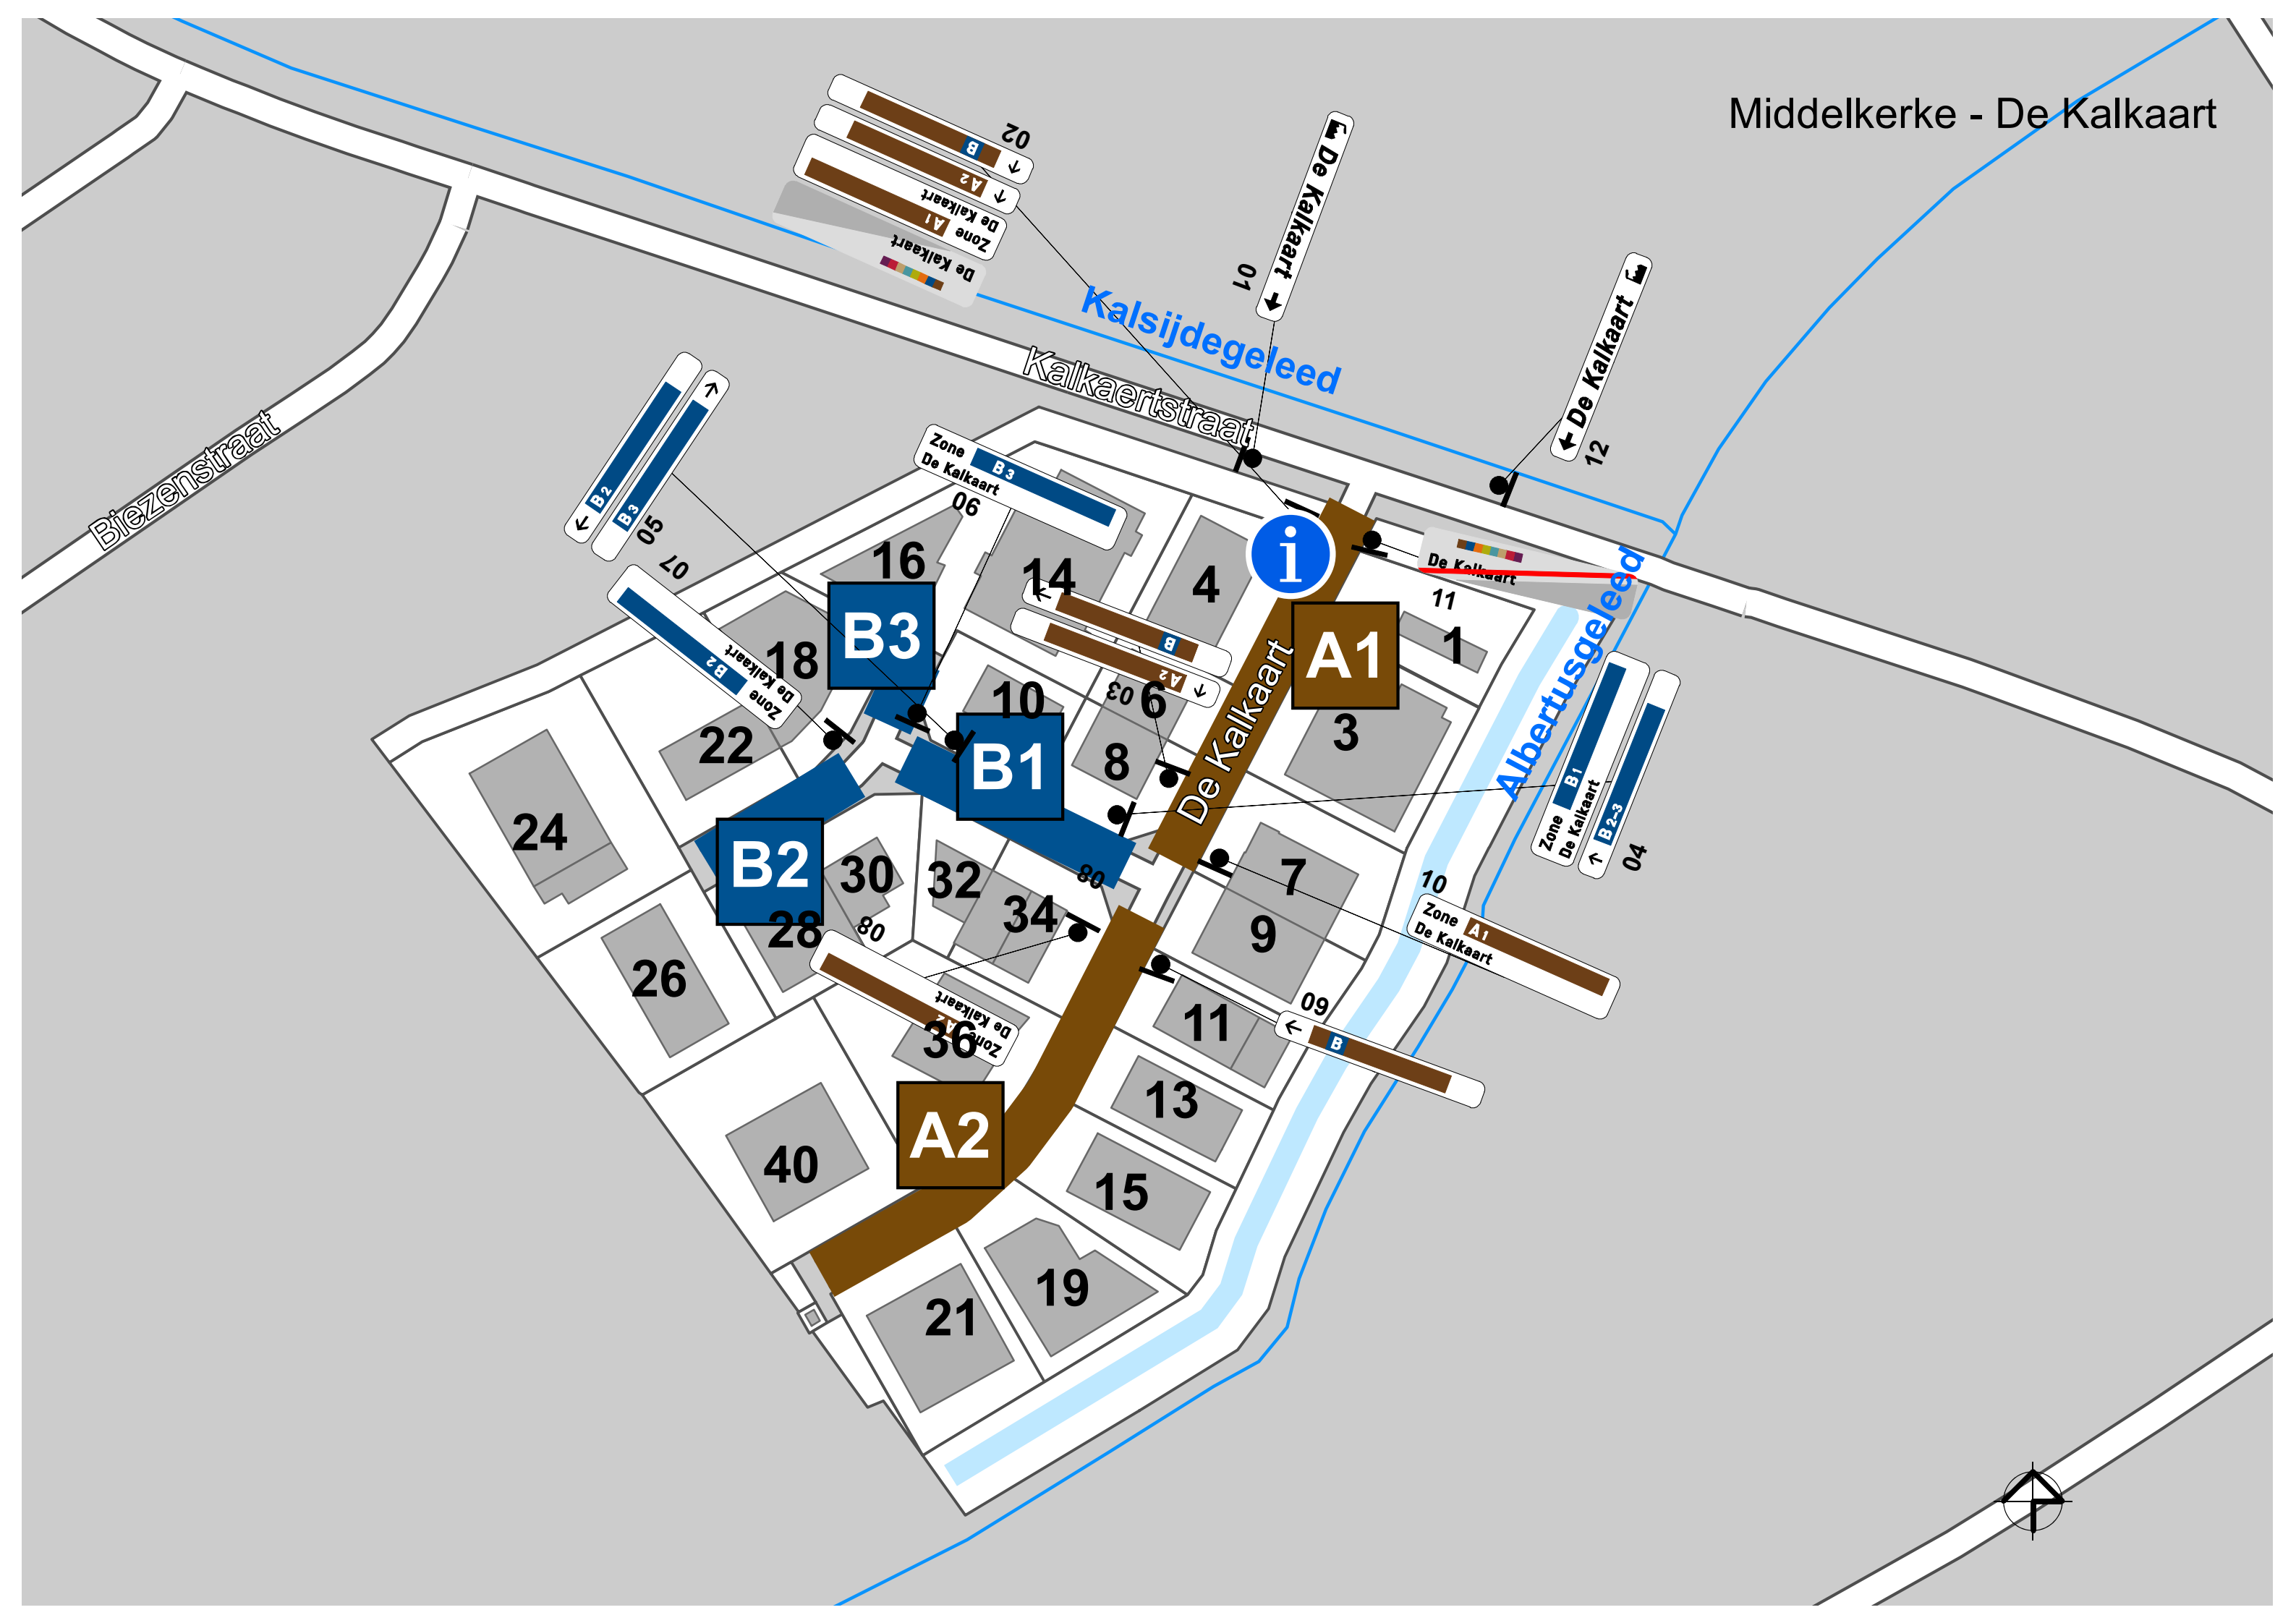 Middelkerke - De Kalkaart
02
B
A2
Zone A1
De Kalkaart
De Kalkaart
De Kalkaart
01
De Kalkaart
12
Kalsijdegeleed
Kalkaertstraat
Biezenstraat
B2
B3
05
07
Zone B3
De Kalkaart
06
16
14
4
i
De Kalkaart
11
1
Albertusgeleed
B
A2
03
Zone B2
De Kalkaart
18
B3
10
6
A1
3
De Kalkaart
22
B1
8
Zone B1
De Kalkaart
B2-3
04
24
B2
30
32
34
08
7
9
10
Zone A1
De Kalkaart
28
08
26
Zone A2
De Kalkaart
36
11
09
B
13
A2
40
15
19
21